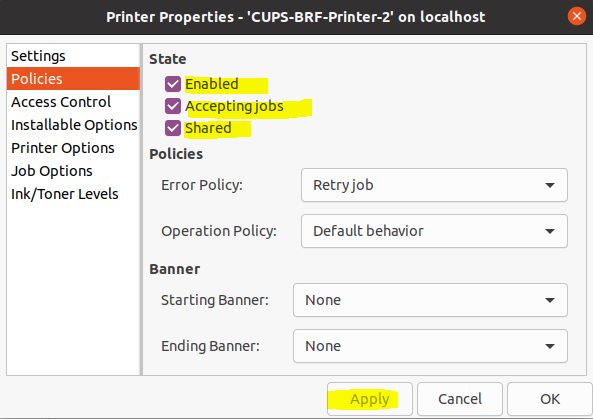 Printer Properties - 'CUPS-BRF-Printer-2' on localhost
Settings
Policies
Access Control
Installable Options
Printer Options
Job Options
Ink/Toner Levels
State
Enabled
Accepting jobs
Shared
Policies
Error Policy: Retry job
Operation Policy: Default behavior
Banner
Starting Banner: None
Ending Banner: None
Apply Cancel OK